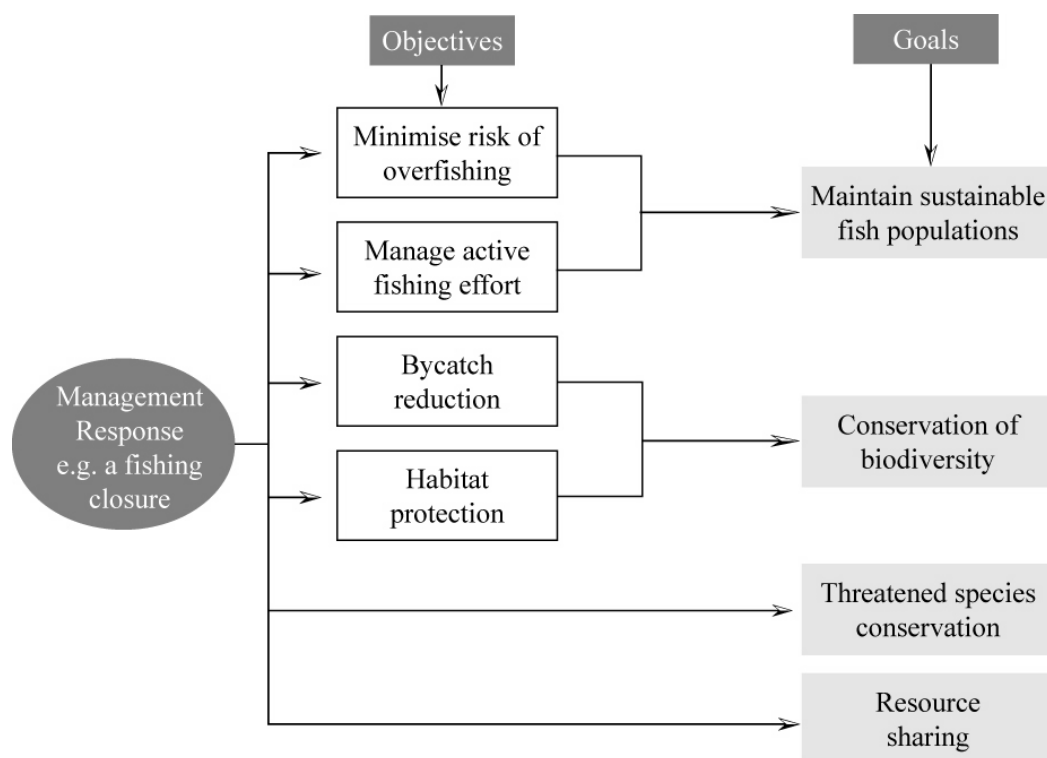 Objectives
Goals
Minimise risk of
overfishing
Maintain sustainable
fish populations
Manage active
fishing effort
Bycatch
reduction
Management
Response
e.g. a fishing
closure
Conservation of
biodiversity
Habitat
protection
Threatened species
conservation
Resource
sharing